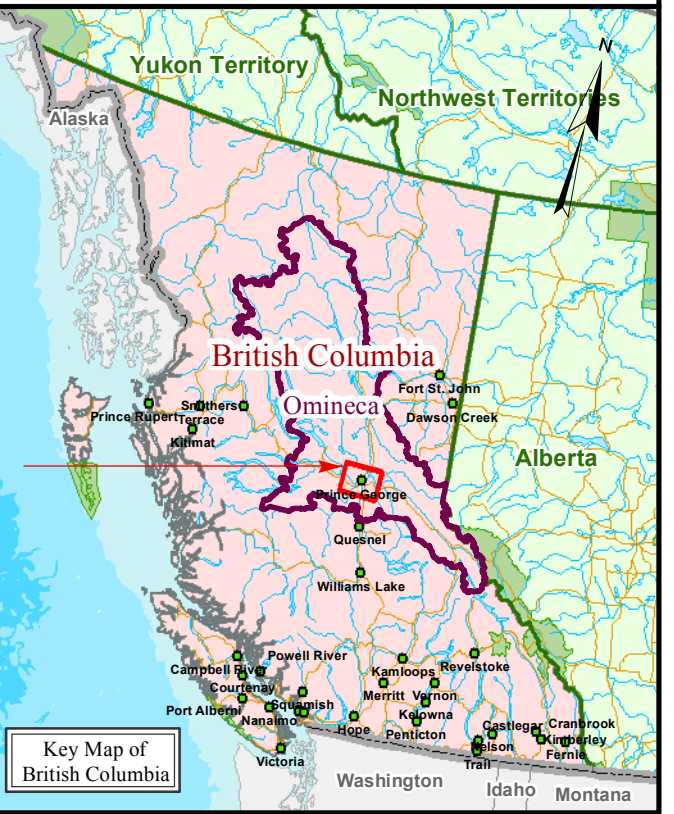 N
Yukon Territory
Northwest Territories
Alaska
British Columbia
Fort St. John
Omineca
Smithers
Dawson Creek
Prince Rupert
Terrace
Kitimat
Alberta
Prince George
Quesnel
Williams Lake
Powell River
Campbell River
Kamloops
Revelstoke
Courtenay
Merritt
Vernon
Port Alberni
Squamish
Nanaimo
Kelowna
Hope
Penticton
Castlegar
Cranbrook
Kimberley
Nelson
Fernie
Trail
Victoria
Key Map of
British Columbia
Washington
Idaho
Montana